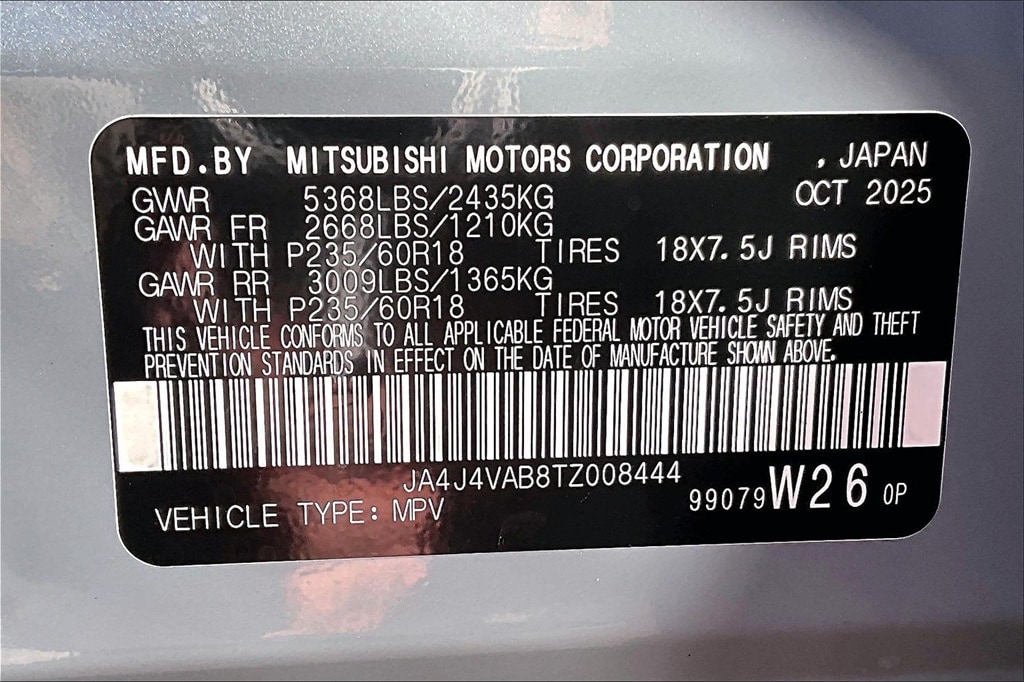 MFD.BY MITSUBISHI MOTORS CORPORATION , JAPAN
GWWR 5368LBS/2435KG OCT 2025
GAWR FR 2668LBS/1210KG
WITH P235/60R18 TIRES 18X7.5J RIMS
GAWR RR 3009LBS/1365KG
WITH P235/60R18 TIRES 18X7.5J RIMS
THIS VEHICLE CONFORMS TO ALL APPLICABLE FEDERAL MOTOR VEHICLE SAFETY AND THEFT
PREVENTION STANDARDS IN EFFECT ON THE DATE OF MANUFACTURE SHOWN ABOVE.
JA4J4VAB8TZ008444
VEHICLE TYPE: MPV 99079 W26 0P